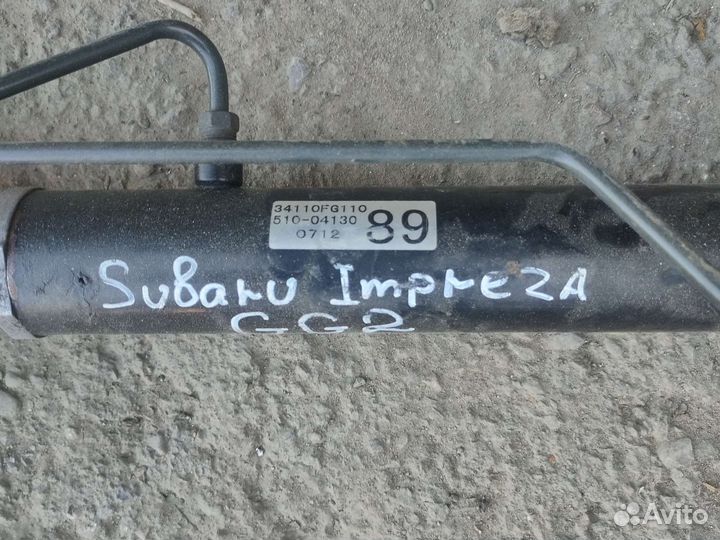 34110FG110
510-04130
0712
89
Subaru Impreza
GG2
Avito